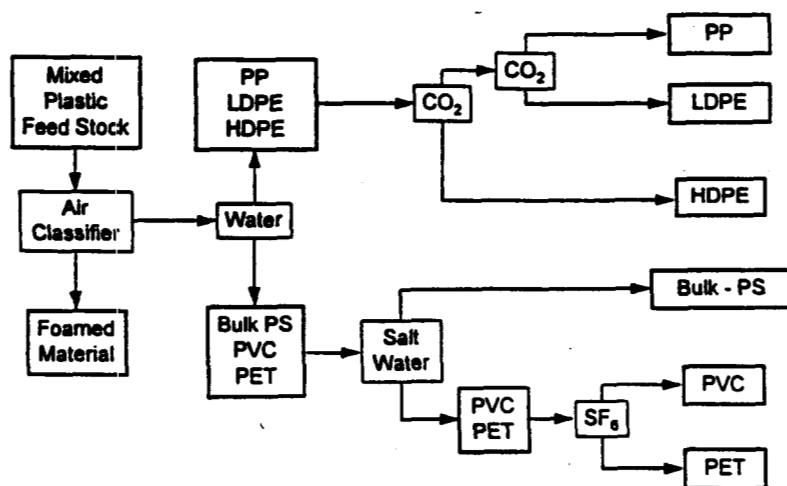 Mixed
Plastic
Feed Stock
Air
Classifier
Foamed
Material
PP
LDPE
HDPE
Water
Bulk PS
PVC
PET
CO₂
CO₂
PP
LDPE
HDPE
Salt
Water
Bulk - PS
PVC
PET
SF₆
PVC
PET